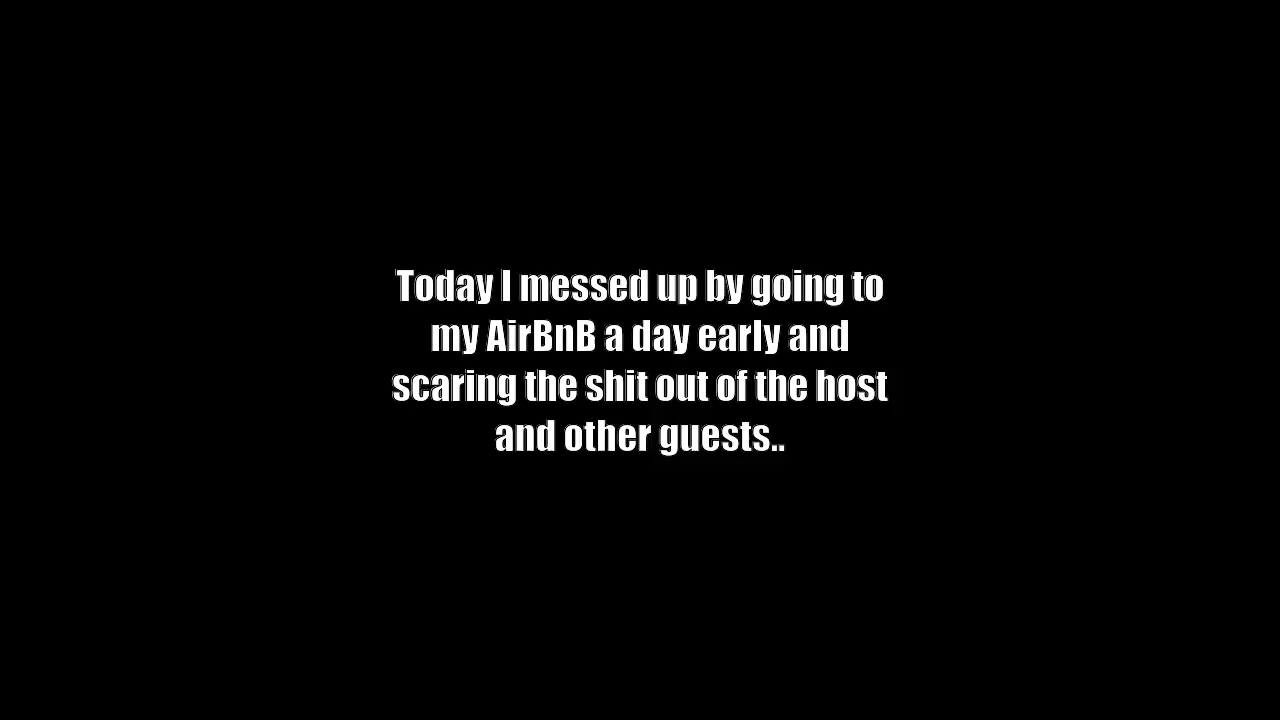 Today I messed up by going to
my AirBnB a day early and
scaring the shit out of the host
and other guests..